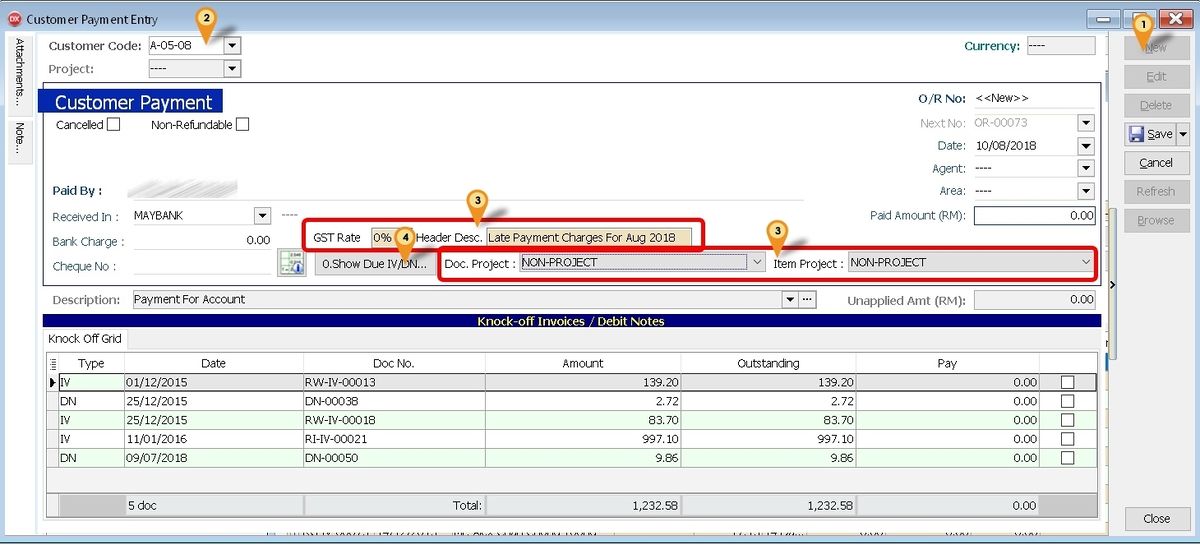 Customer Payment Entry
1
2
New
Attachments...
Customer Code: A-05-08
Currency: ----
Project: ----
Edit
Customer Payment
O/R No: <<New>>
Delete
Note...
Cancelled Non-Refundable
Next No: OR-00073
Save
Date: 10/08/2018
Cancel
Agent: ----
Paid By :
Area: ----
Refresh
3
Received In : MAYBANK ----
Paid Amount (RM): 0.00
Browse
Bank Charge : 0.00
GST Rate 0% 4 Header Desc. Late Payment Charges For Aug 2018
3
Cheque No :
0.Show Due IV/DN...
Doc. Project : NON-PROJECT
Item Project : NON-PROJECT
Description: Payment For Account
Unapplied Amt (RM): 0.00
Knock-off Invoices / Debit Notes
Knock Off Grid
Type Date Doc No. Amount Outstanding Pay
IV 01/12/2015 RW-IV-00013 139.20 139.20 0.00
DN 25/12/2015 DN-00038 2.72 2.72 0.00
IV 25/12/2015 RW-IV-00018 83.70 83.70 0.00
IV 11/01/2016 RI-IV-00021 997.10 997.10 0.00
DN 09/07/2018 DN-00050 9.86 9.86 0.00
5 doc Total: 1,232.58 1,232.58 0.00
Close